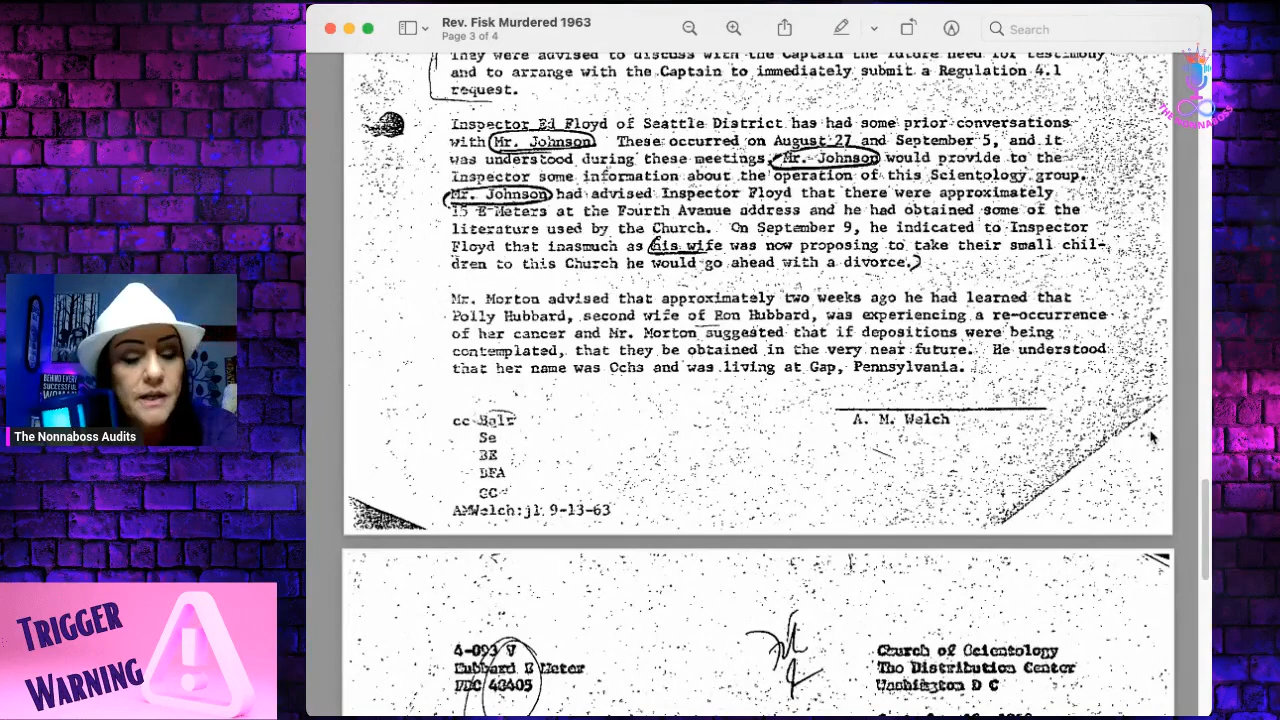 Rev. Fisk Murdered 1963
Page 3 of 4
Search
They were advised to discuss with the Captain the future need for testimony
and to arrange with the Captain to immediately submit a Regulation 4.1
request.
Inspector Ed Floyd of Seattle District has had some prior conversations
with Mr. Johnson. These occurred on August 27 and September 5, and it
was understood during these meetings, Mr. Johnson would provide to the
Inspector some information about the operation of this Scientology group.
Mr. Johnson had advised Inspector Floyd that there were approximately
15 E Meters at the Fourth Avenue address and he had obtained some of the
literature used by the Church. On September 9, he indicated to Inspector
Floyd that inasmuch as his wife was now proposing to take their small chil-
dren to this Church he would go ahead with a divorce.
Mr. Morton advised that approximately two weeks ago he had learned that
Polly Hubbard, second wife of Ron Hubbard, was experiencing a re-occurrence
of her cancer and Mr. Morton suggested that if depositions were being
contemplated, that they be obtained in the very near future. He understood
that her name was Ochs and was living at Gap, Pennsylvania.
cc
A. M. Welch
Se
BE
BFA
CC
AMWelch:jl 9-13-63
4-093 V
Hubbard E Meter
FDC 43405
Church of Scientology
The Distribution Center
Washington D C
THE NONNABOSS
BEHIND EVERY
SUCCESSFUL
WOMAN
The Nonnaboss Audits
TRIGGER
WARNING